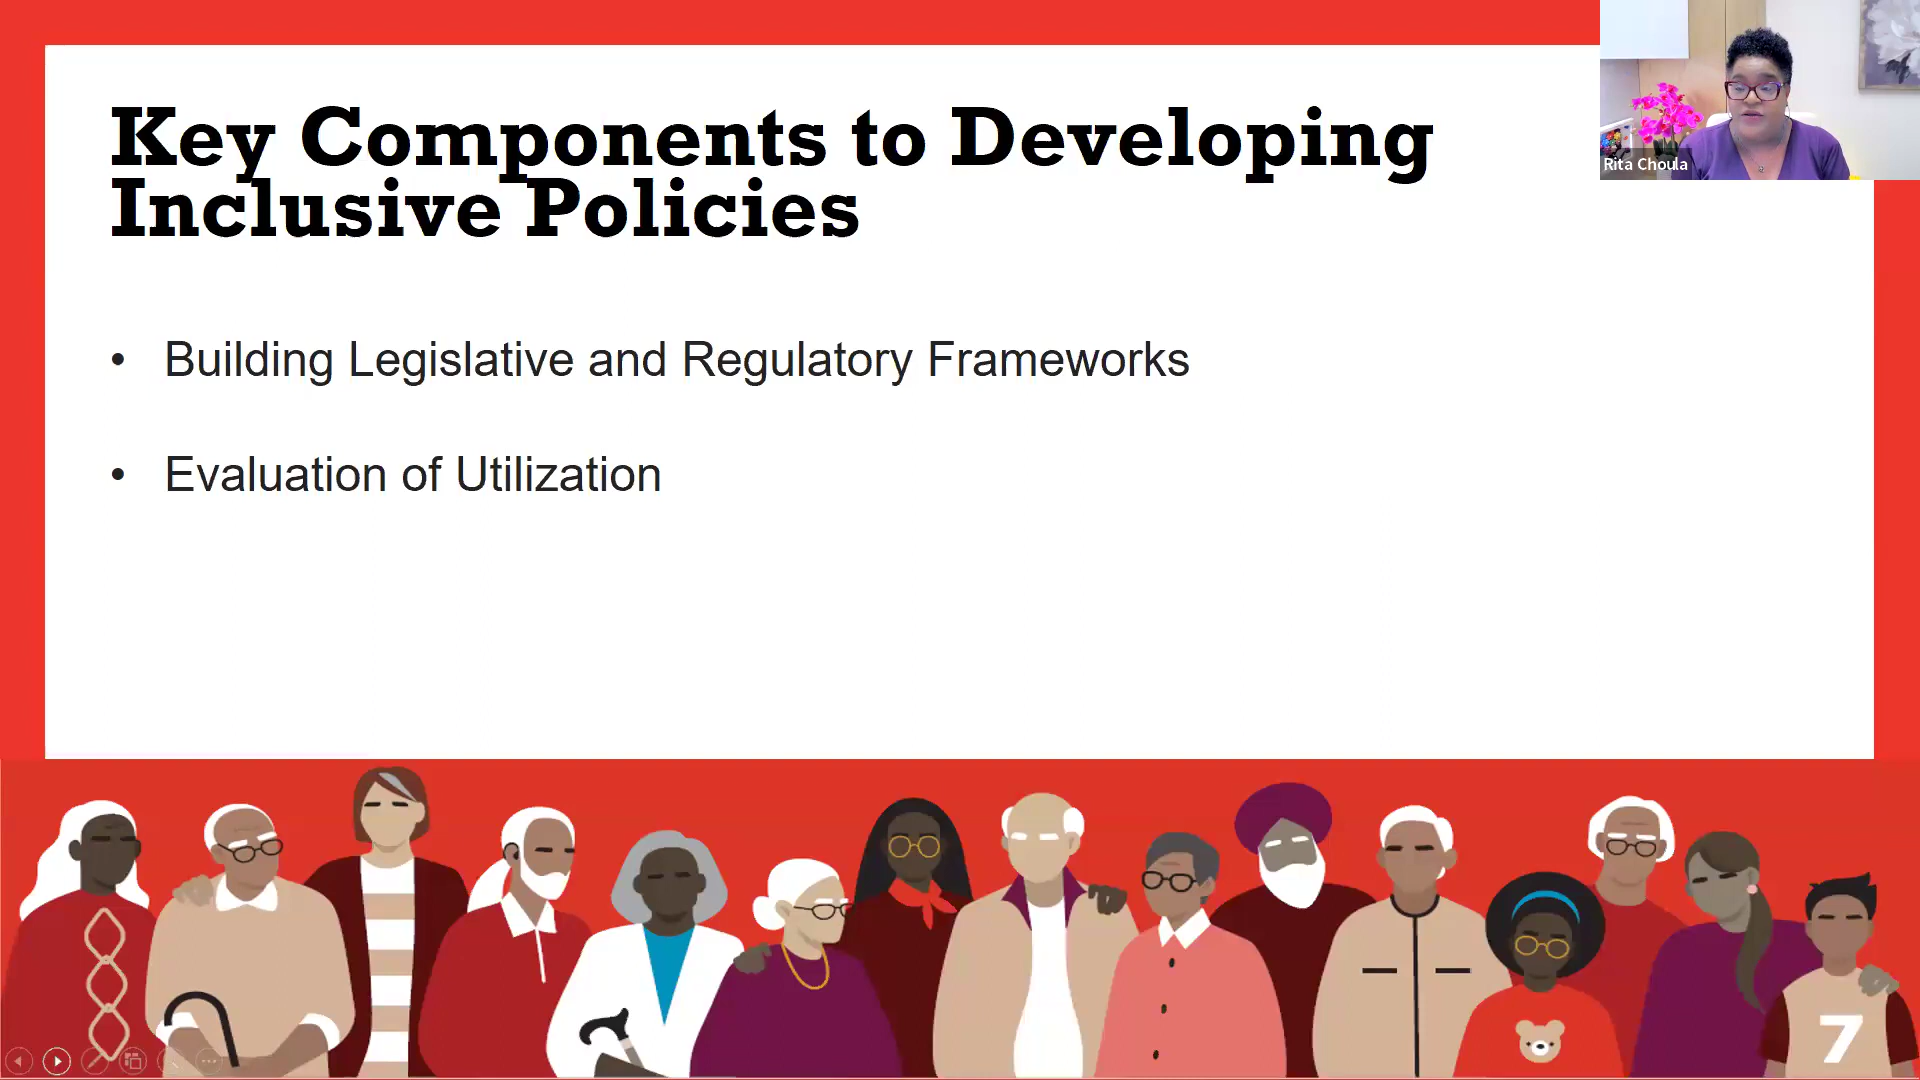 Key Components to Developing
Inclusive Policies
• Building Legislative and Regulatory Frameworks
• Evaluation of Utilization
Rita Choula
7